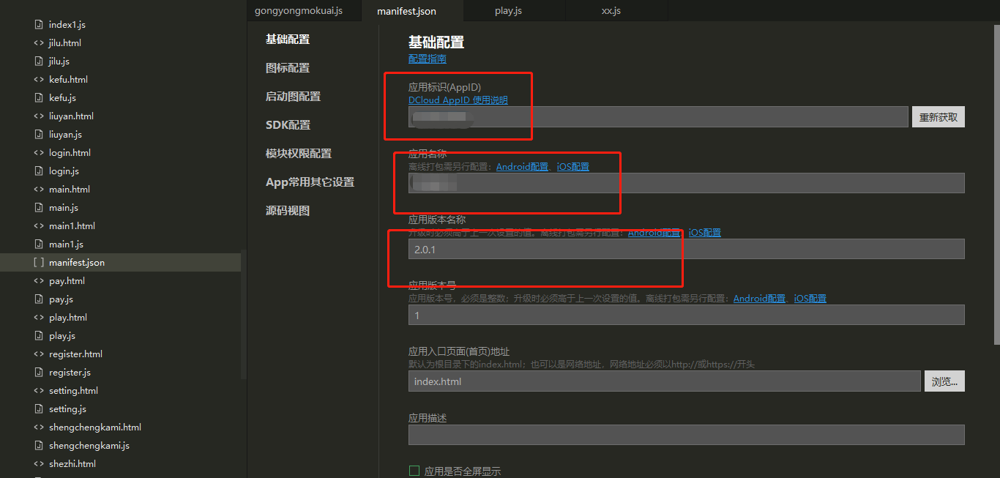 gongyongmokuai.js
manifest.json
play.js
xx.js
index1.js
<> jilu.html
jilu.js
<> kefu.html
kefu.js
<> liuyan.html
liuyan.js
<> login.html
login.js
<> main.html
main.js
<> main1.html
main1.js
[ ] manifest.json
<> pay.html
pay.js
<> play.html
play.js
<> register.html
register.js
<> setting.html
setting.js
<> shengchengkami.html
shengchengkami.js
<> shezhi.html
基础配置
图标配置
启动图配置
SDK配置
模块权限配置
App常用其它设置
源码视图
基础配置
配置指南
应用标识(AppID)
DCloud AppID 使用说明
重新获取
应用名称
离线打包需另行配置：Android配置、iOS配置
应用版本名称
升级时必须高于上一次设置的值。离线打包需另行配置：Android配置、iOS配置
2.0.1
应用版本号
应用版本号，必须是整数；升级时必须高于上一次设置的值。离线打包需另行配置：Android配置、iOS配置
1
应用入口页面(首页)地址
默认为根目录下的index.html；也可以是网络地址，网络地址必须以http://或https://开头
index.html
浏览...
应用描述
应用是否全屏显示